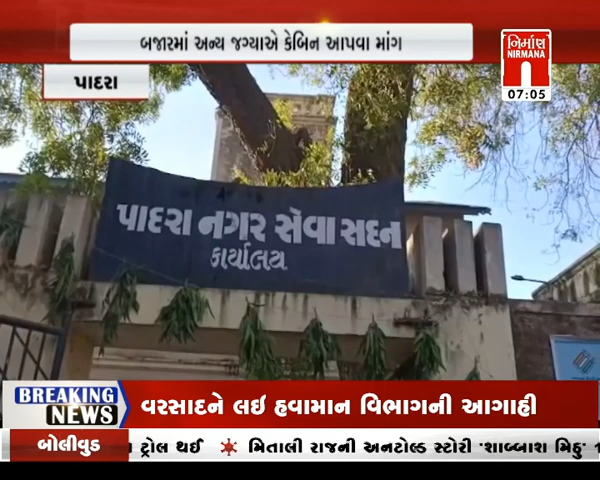 બજારમાં અન્ય જગ્યાએ કેબિન આપવા માંગ
પાદરા
નિર્માણ
NIRMANA
07:05
પાદરા નગર સેવા સદન
કાર્યાલય
BREAKING
NEWS
વરસાદને લઇ હવામાન વિભાગની આગાહી
બોલીવુડ
ટ્રોલ થઈ મિતાલી રાજની અનટોલ્ડ સ્ટોરી 'શાબ્બાશ મિઠ્ઠુ'